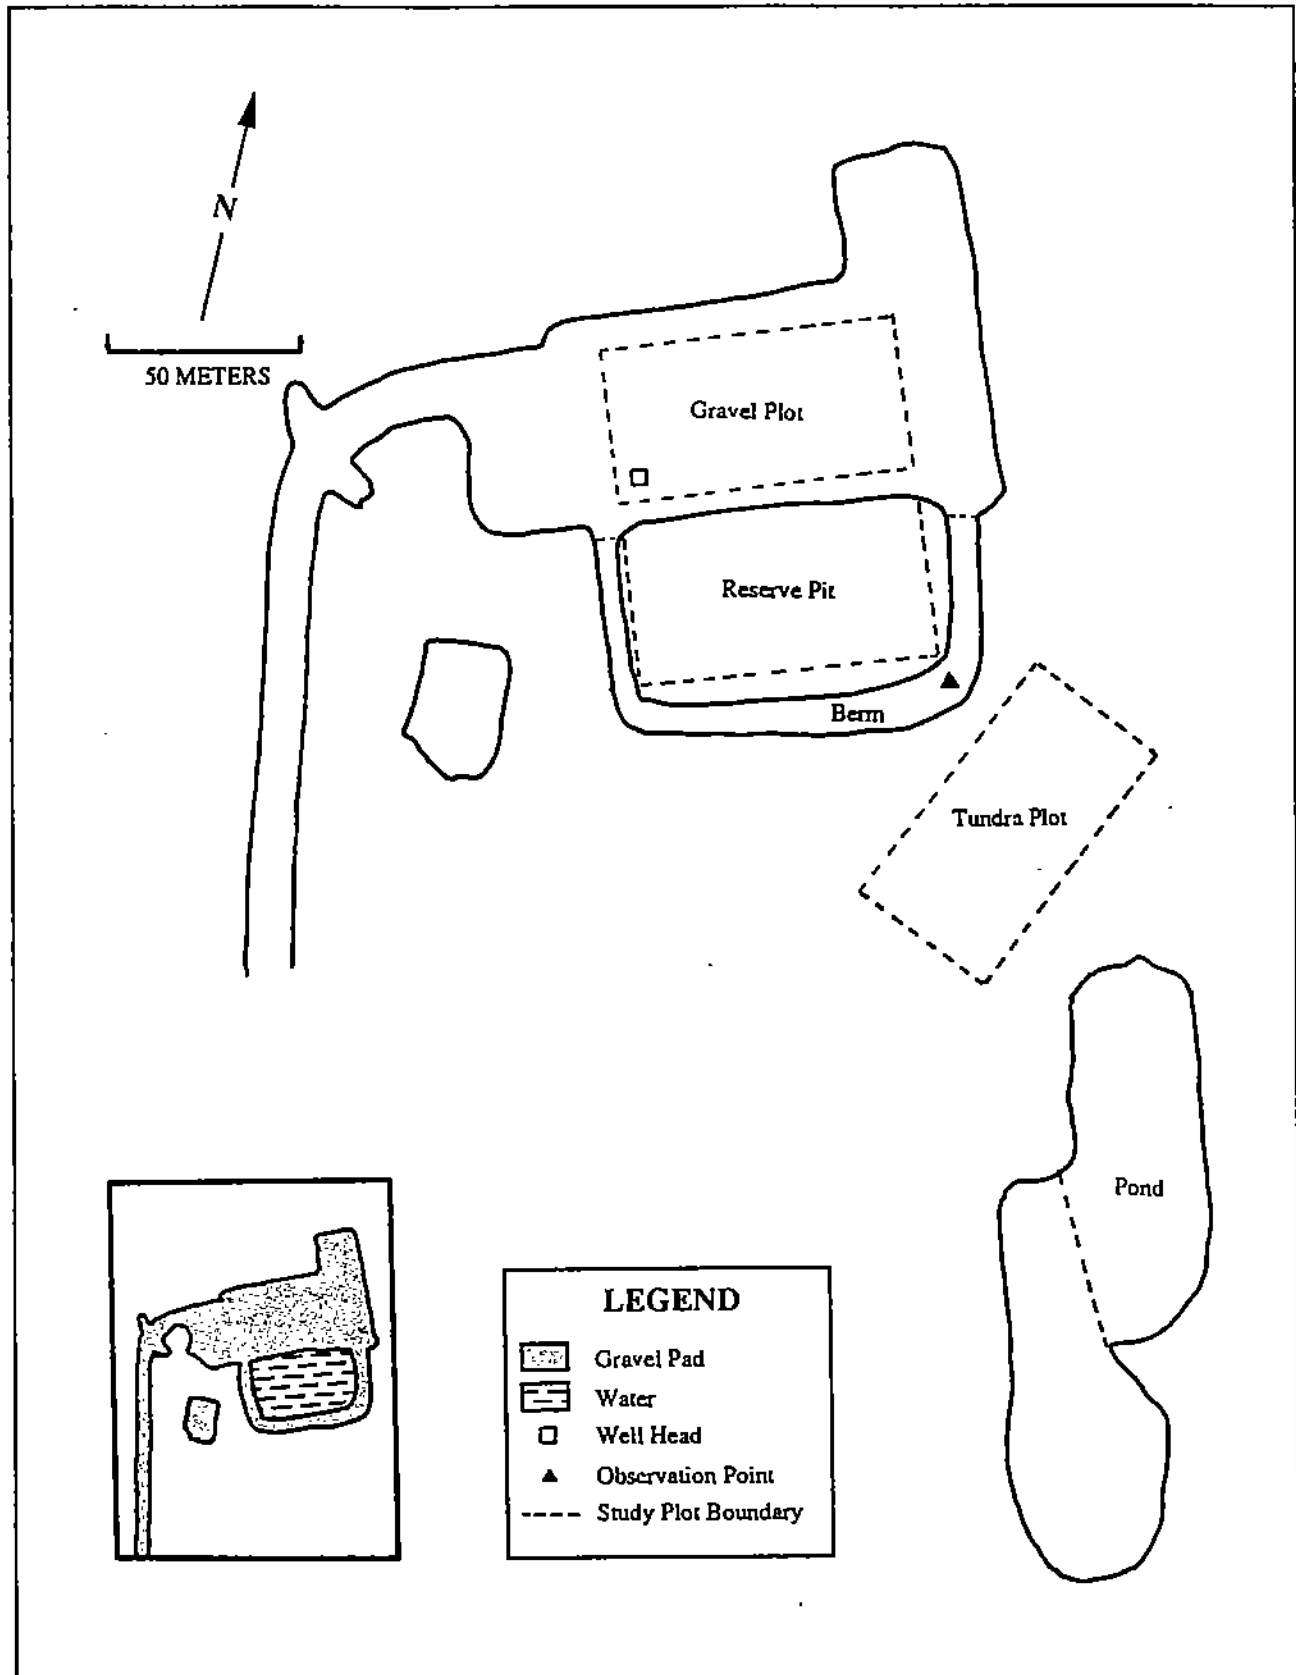 N
50 METERS
Gravel Plot
Reserve Pit
Berm
Tundra Plot
Pond
LEGEND
Gravel Pad
Water
Well Head
Observation Point
Study Plot Boundary